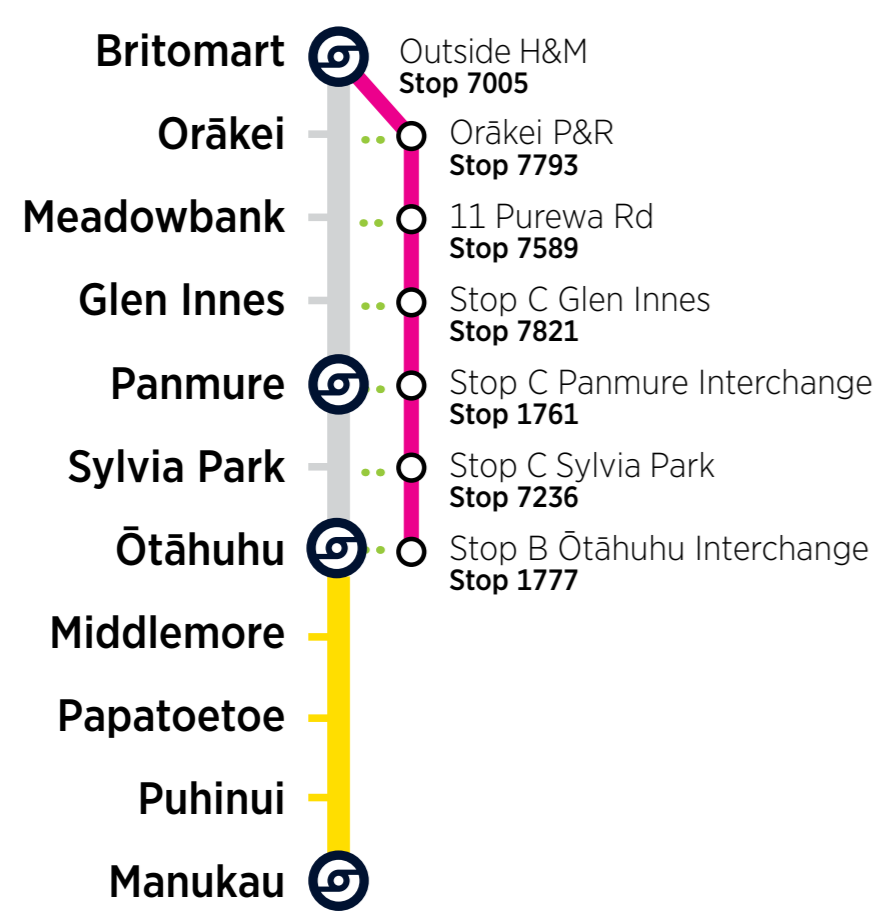 Britomart
Outside H&M
Stop 7005
Orākei
Orākei P&R
Stop 7793
Meadowbank
11 Purewa Rd
Stop 7589
Glen Innes
Stop C Glen Innes
Stop 7821
Panmure
Stop C Panmure Interchange
Stop 1761
Sylvia Park
Stop C Sylvia Park
Stop 7236
Ōtāhuhu
Stop B Ōtāhuhu Interchange
Stop 1777
Middlemore
Papatoetoe
Puhinui
Manukau